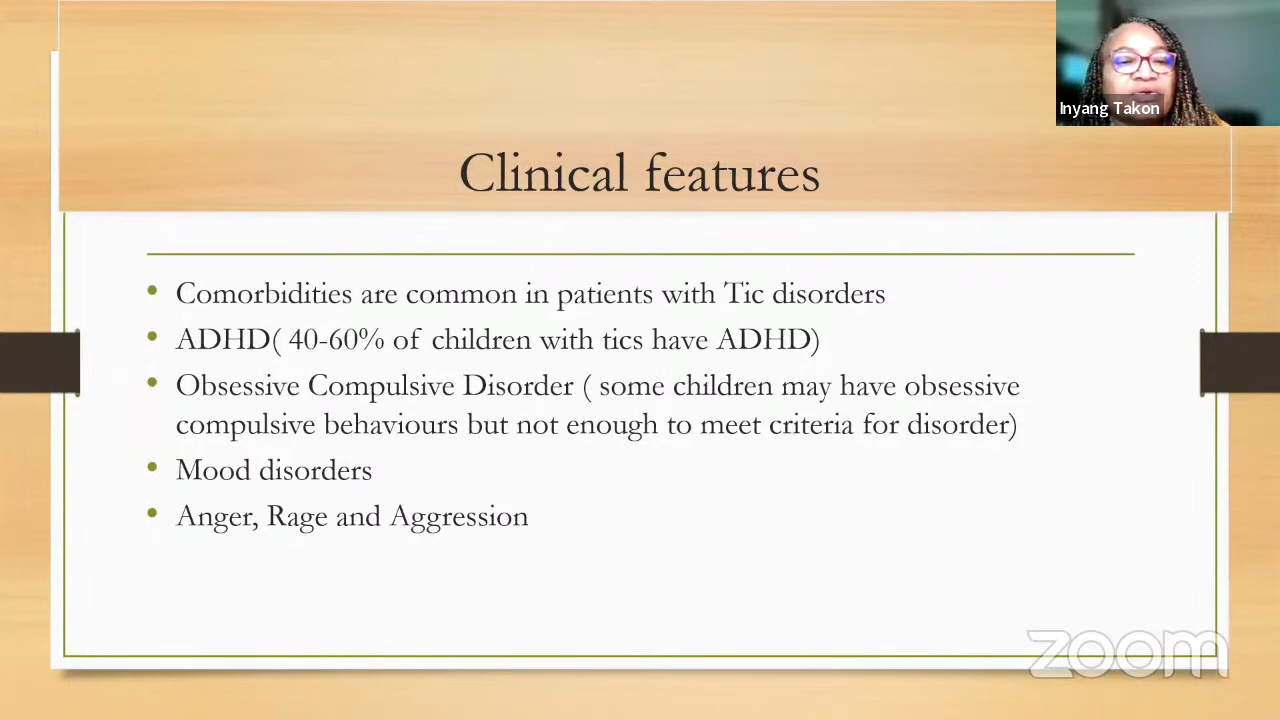 Inyang Takon
Clinical features
• Comorbidities are common in patients with Tic disorders
• ADHD( 40-60% of children with tics have ADHD)
• Obsessive Compulsive Disorder ( some children may have obsessive
compulsive behaviours but not enough to meet criteria for disorder)
• Mood disorders
• Anger, Rage and Aggression
zoom